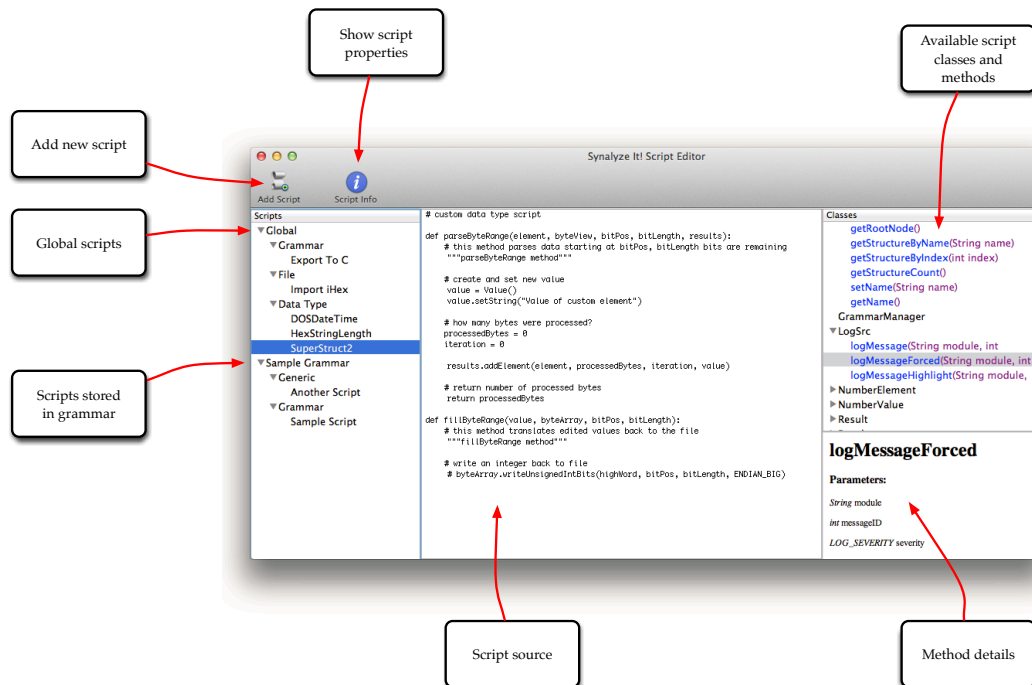 Show script
properties
Available script
classes and
methods
Add new script
Global scripts
Scripts stored
in grammar
Synalyze It! Script Editor
Add Script
Script Info
Scripts
Global
Grammar
Export To C
File
Import iHex
Data Type
DOSDateTime
HexStringLength
SuperStruct2
Sample Grammar
Generic
Another Script
Grammar
Sample Script
# custom data type script
def parseByteRange(element, byteView, bitPos, bitLength, results):
# this method parses data starting at bitPos, bitLength bits are remaining
"""parseByteRange method"""
# create and set new value
value = Value()
value.setString("Value of custom element")
# how many bytes were processed?
processedBytes = 0
iteration = 0
results.addElement(element, processedBytes, iteration, value)
# return number of processed bytes
return processedBytes
def fillByteRange(value, byteArray, bitPos, bitLength):
# this method translates edited values back to the file
"""fillByteRange method"""
# write an integer back to file
# byteArray.writeUnsignedIntBits(highWord, bitPos, bitLength, ENDIAN_BIG)
Classes
getRootNode()
getStructureByName(String name)
getStructureByIndex(int index)
getStructureCount()
setName(String name)
getName()
GrammarManager
LogSrc
logMessage(String module, int
logMessageForced(String module, int
logMessageHighlight(String module,
NumberElement
NumberValue
Result
logMessageForced
Parameters:
String module
int messageID
LOG_SEVERITY severity
Script source
Method details